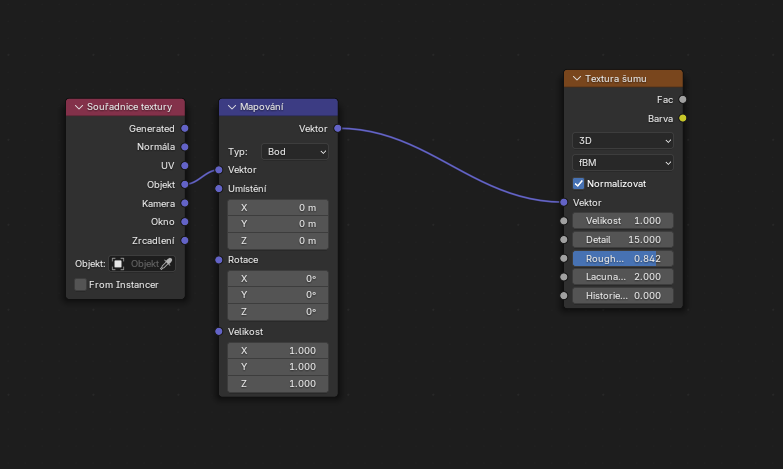 Souřadnice textury
Generated
Normála
UV
Objekt
Kamera
Okno
Zrcadlení
Objekt: Objekt
From Instancer
Mapování
Vektor
Typ: Bod
Vektor
Umístění
X 0 m
Y 0 m
Z 0 m
Rotace
X 0°
Y 0°
Z 0°
Velikost
X 1.000
Y 1.000
Z 1.000
Textura šumu
Fac
Barva
3D
fBM
Normalizovat
Vektor
Velikost 1.000
Detail 15.000
Rough... 0.842
Lacuna... 2.000
Historie... 0.000